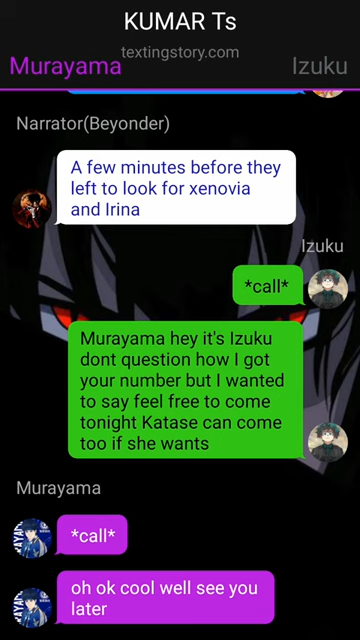 KUMAR Ts
textingstory.com
Murayama
Izuku
Narrator(Beyonder)
A few minutes before they
left to look for xenovia
and Irina
Izuku
*call*
Murayama hey it's Izuku
dont question how I got
your number but I wanted
to say feel free to come
tonight Katase can come
too if she wants
Murayama
*call*
oh ok cool well see you
later